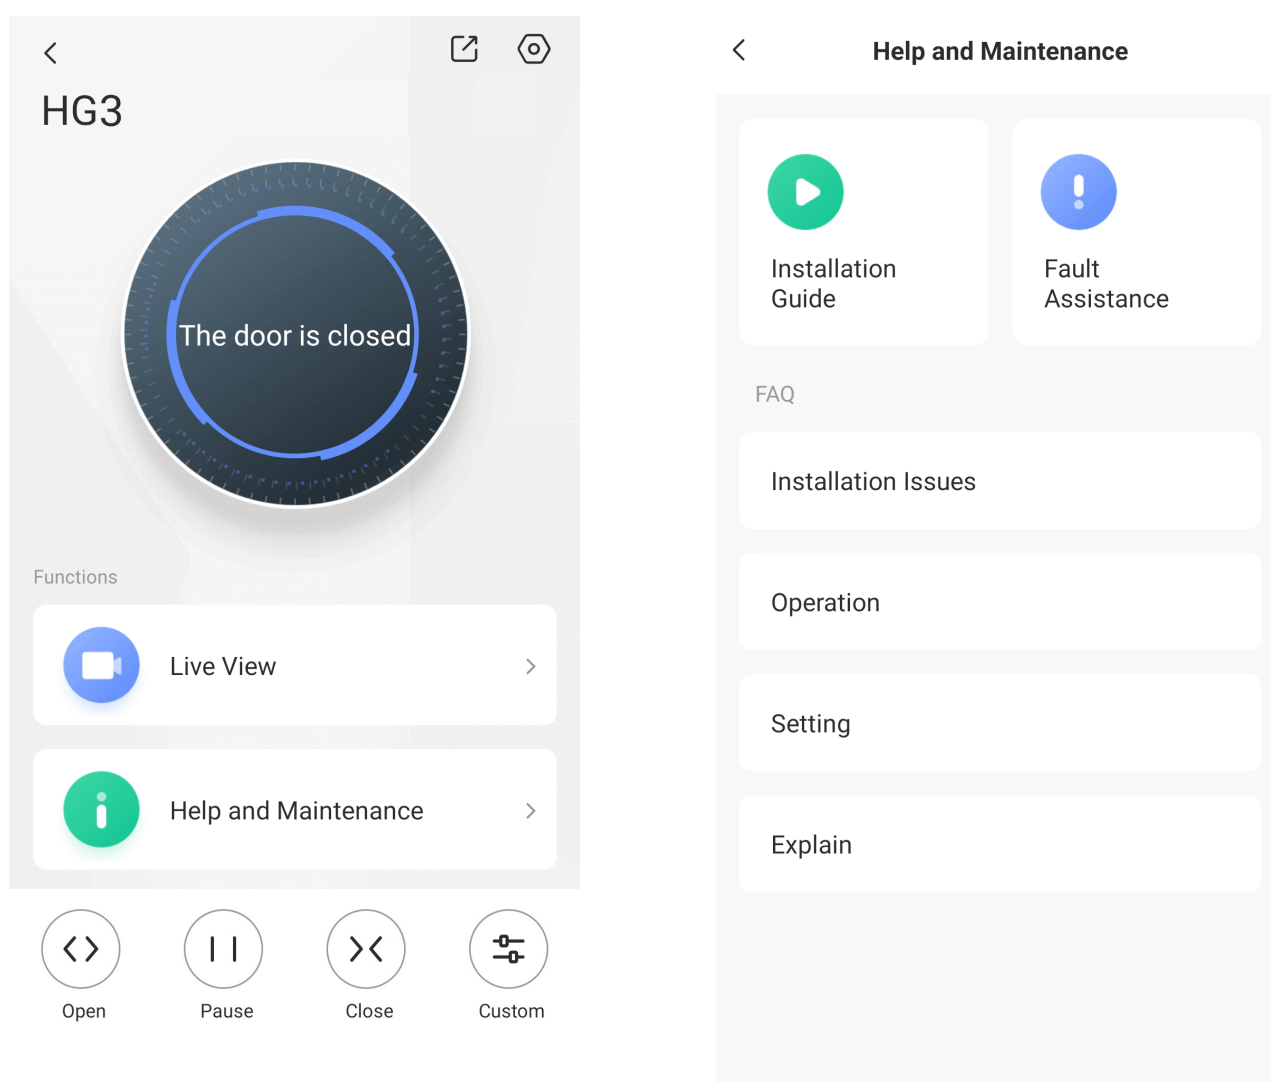 HG3
The door is closed
Functions
Live View
Help and Maintenance
Open
Pause
Close
Custom
Help and Maintenance
Installation
Guide
Fault
Assistance
FAQ
Installation Issues
Operation
Setting
Explain